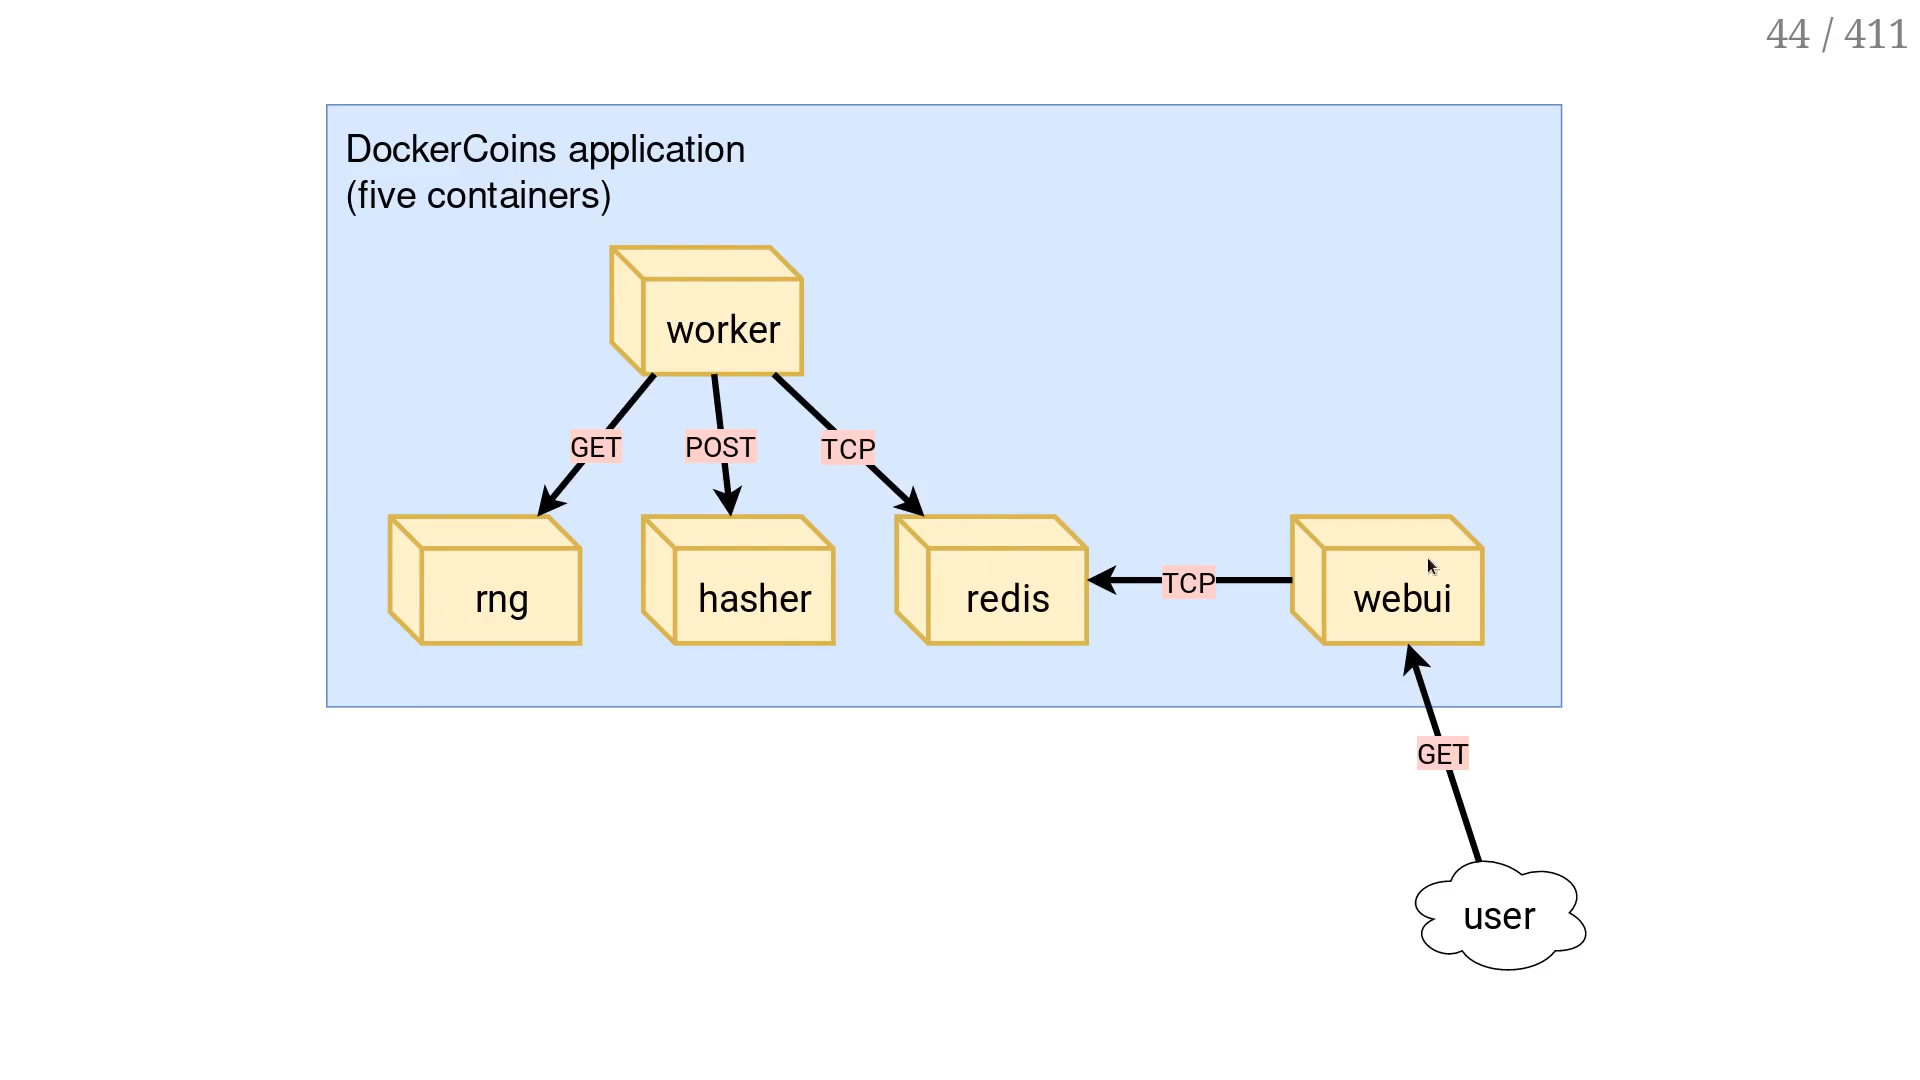 44 / 411
DockerCoins application
(five containers)
worker
GET
POST
TCP
rng
hasher
redis
TCP
webui
GET
user